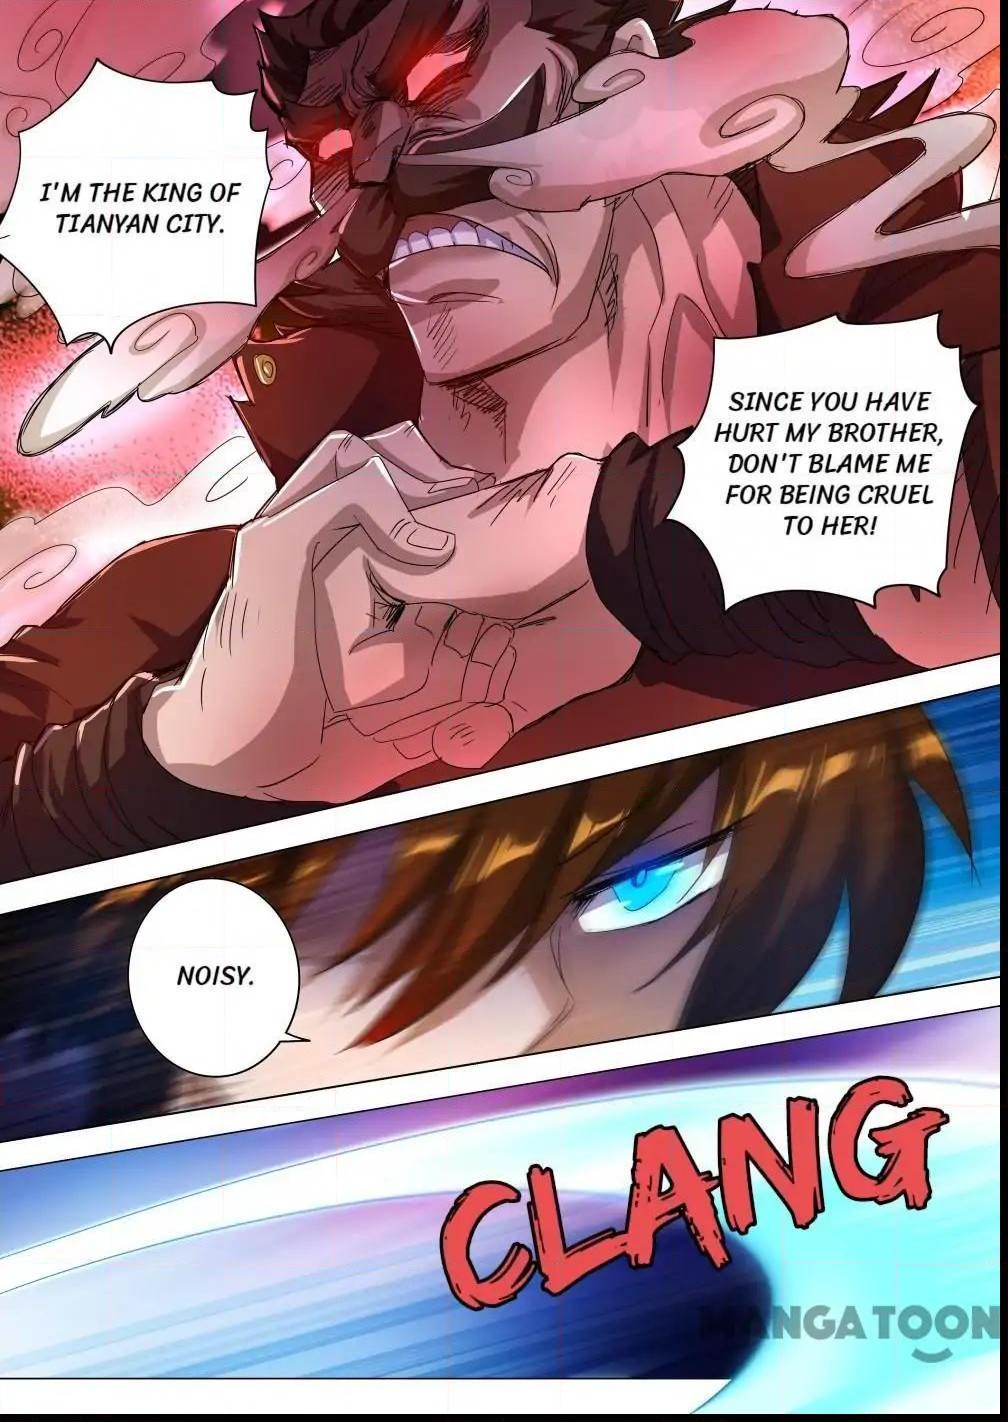 I'M THE KING OF
TIANYAN CITY.
SINCE YOU HAVE
HURT MY BROTHER,
DON'T BLAME ME
FOR BEING CRUEL
TO HER!
NOISY.
CLANG
MANGATOON